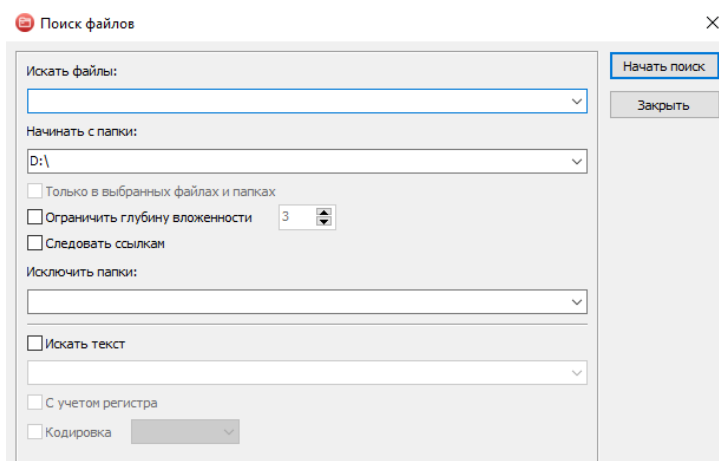 Поиск файлов
Искать файлы:
Начать поиск
Закрыть
Начинать с папки:
D:\
Только в выбранных файлах и папках
Ограничить глубину вложенности 3
Следовать ссылкам
Исключить папки:
Искать текст
С учетом регистра
Кодировка